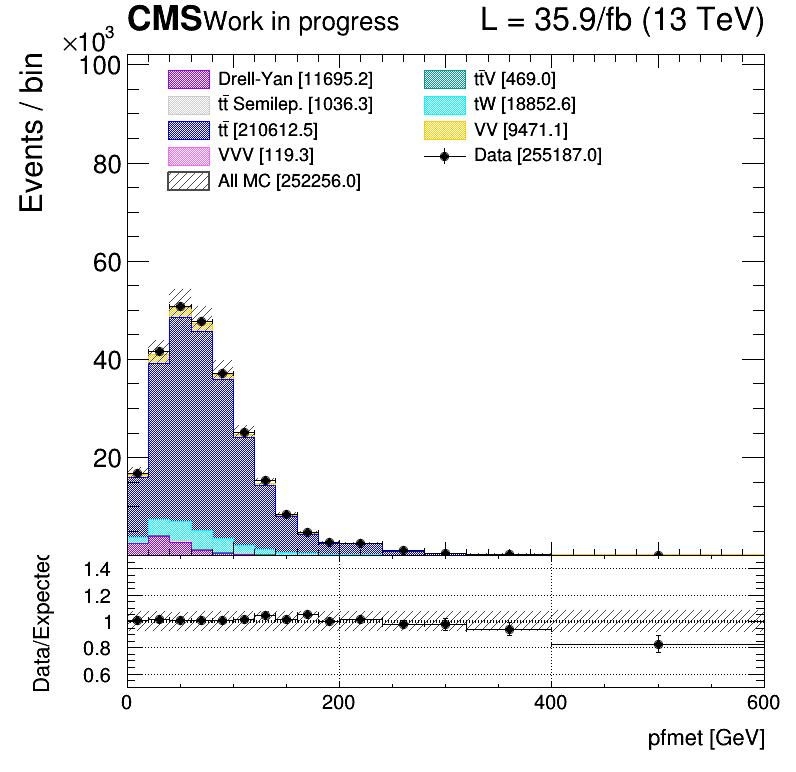 CMS Work in progress L = 35.9/fb (13 TeV)
×10³
Events / bin
100
80
60
40
20
Drell-Yan [11695.2]
tt̄ Semilep. [1036.3]
tt̄ [210612.5]
VVV [119.3]
All MC [252256.0]
tt̄V [469.0]
tW [18852.6]
VV [9471.1]
Data [255187.0]
Data/Expected
1.4
1.2
1
0.8
0.6
0 200 400 600
pfmet [GeV]